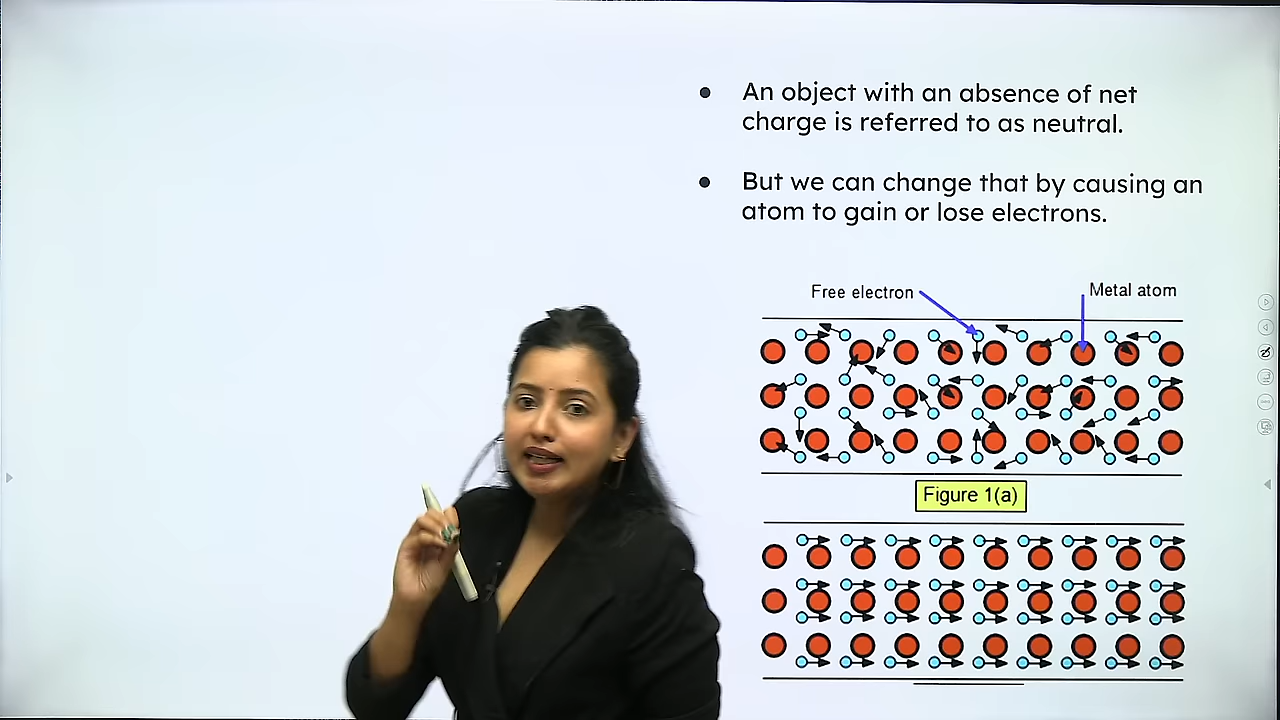 An object with an absence of net
charge is referred to as neutral.
But we can change that by causing an
atom to gain or lose electrons.
Free electron
Metal atom
Figure 1(a)